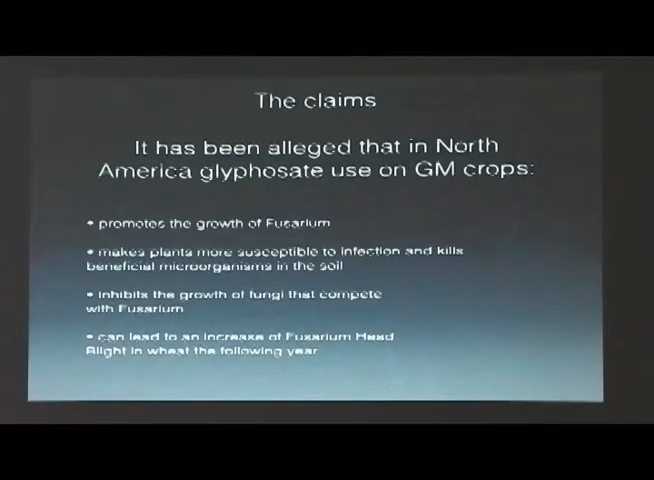 The claims
It has been alleged that in North
America glyphosate use on GM crops:
• promotes the growth of Fusarium
• makes plants more susceptible to infection and kills
beneficial microorganisms in the soil
• inhibits the growth of fungi that compete
with Fusarium
• can lead to an increase of Fusarium Head
Blight in wheat the following year